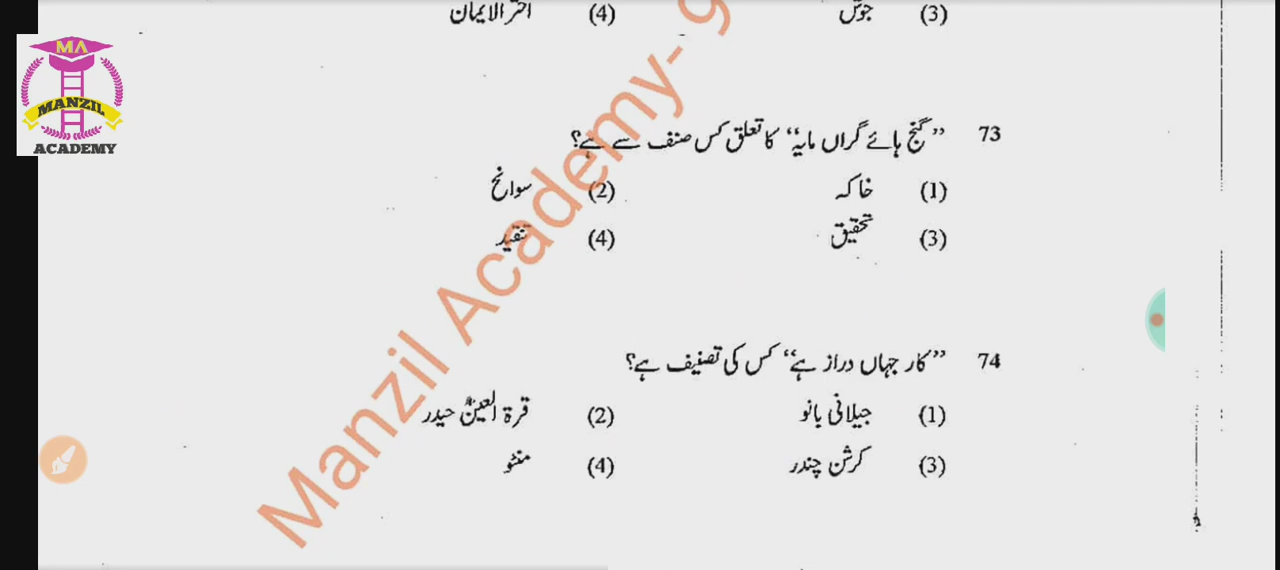 (3) جوش (4) اختر الایمان
73 ”گنج ہائے گراں مایہ“ کا تعلق کس صنف سے ہے؟
(1) خاکہ (2) سوانح
(3) تحقیق (4) تنقید
74 ”کار جہاں دراز ہے“ کس کی تصنیف ہے؟
(1) جیلانی بانو (2) قرۃ العین حیدر
(3) کرشن چندر (4) منٹو
MA
MANZIL
ACADEMY
Manzil Academy- 9